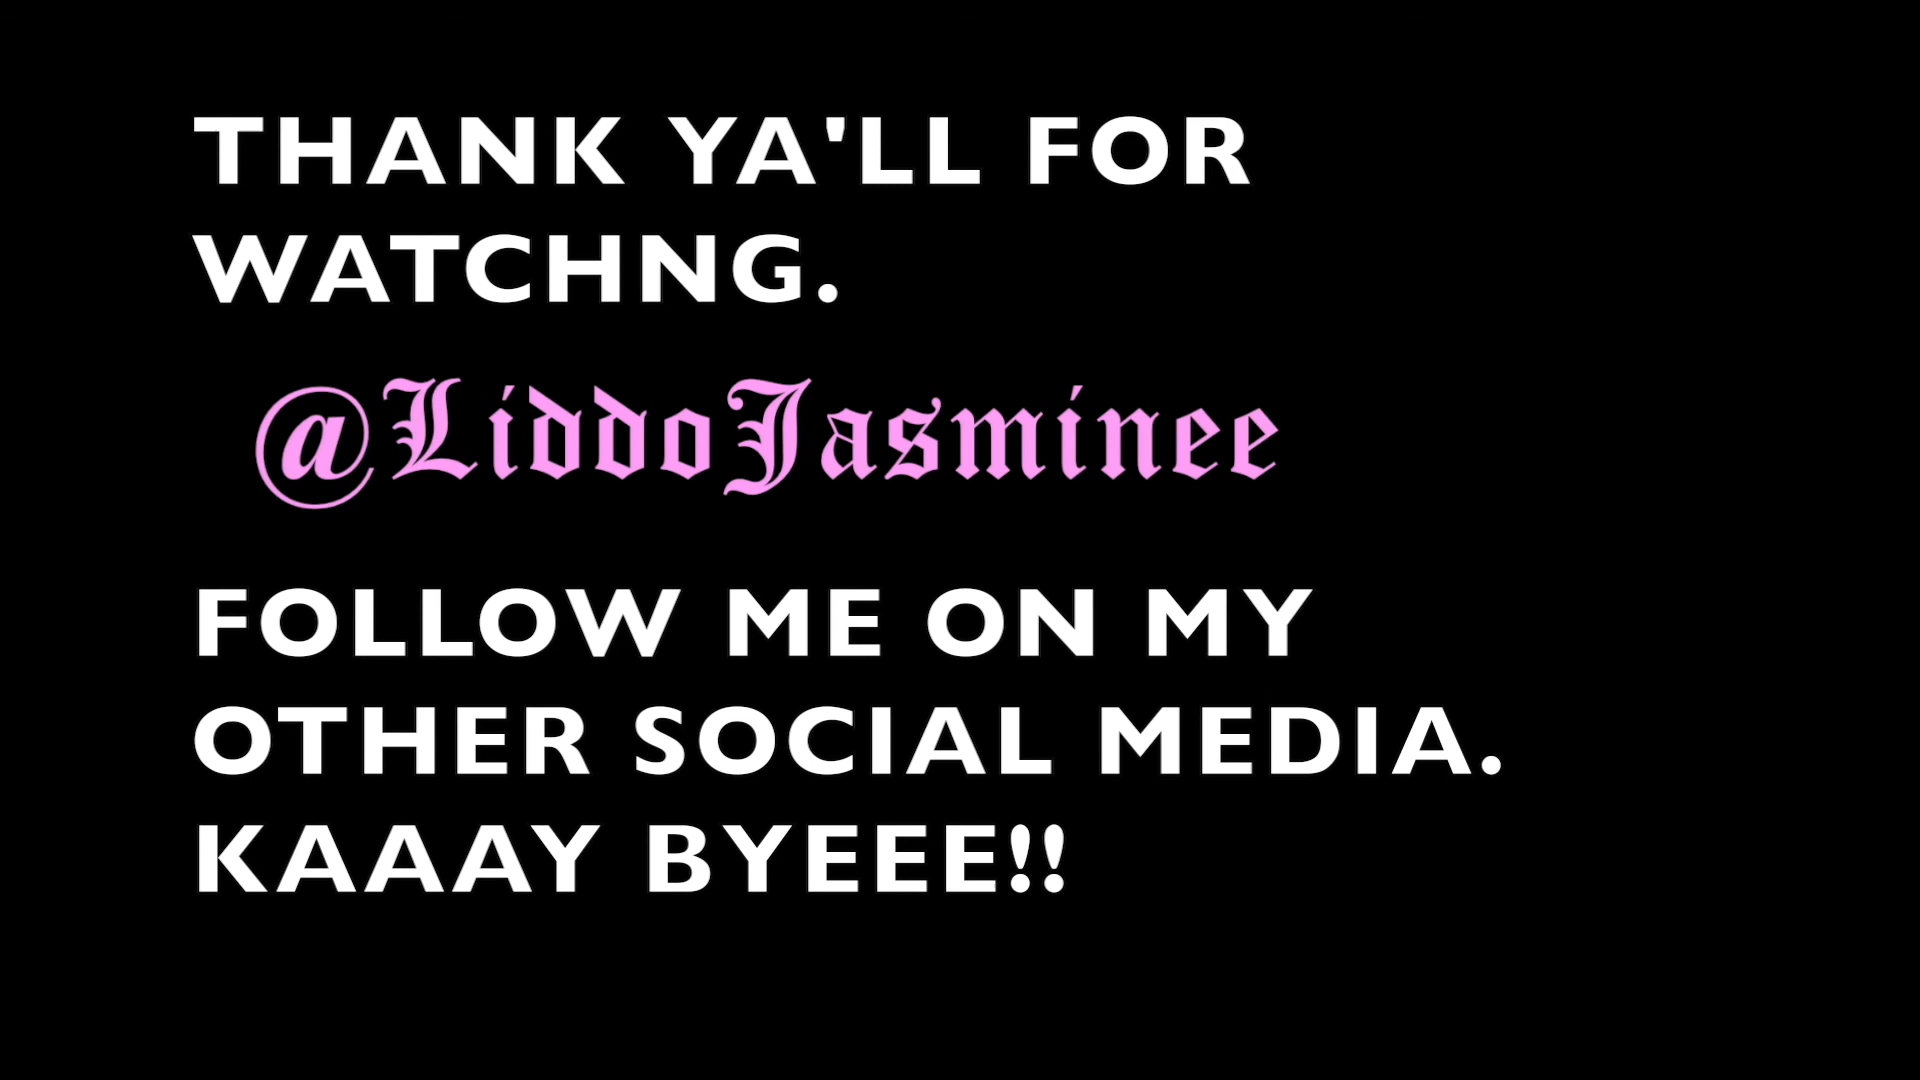 THANK YA'LL FOR
WATCHNG.
@LiddoJasminee
FOLLOW ME ON MY
OTHER SOCIAL MEDIA.
KAAAY BYEEE!!